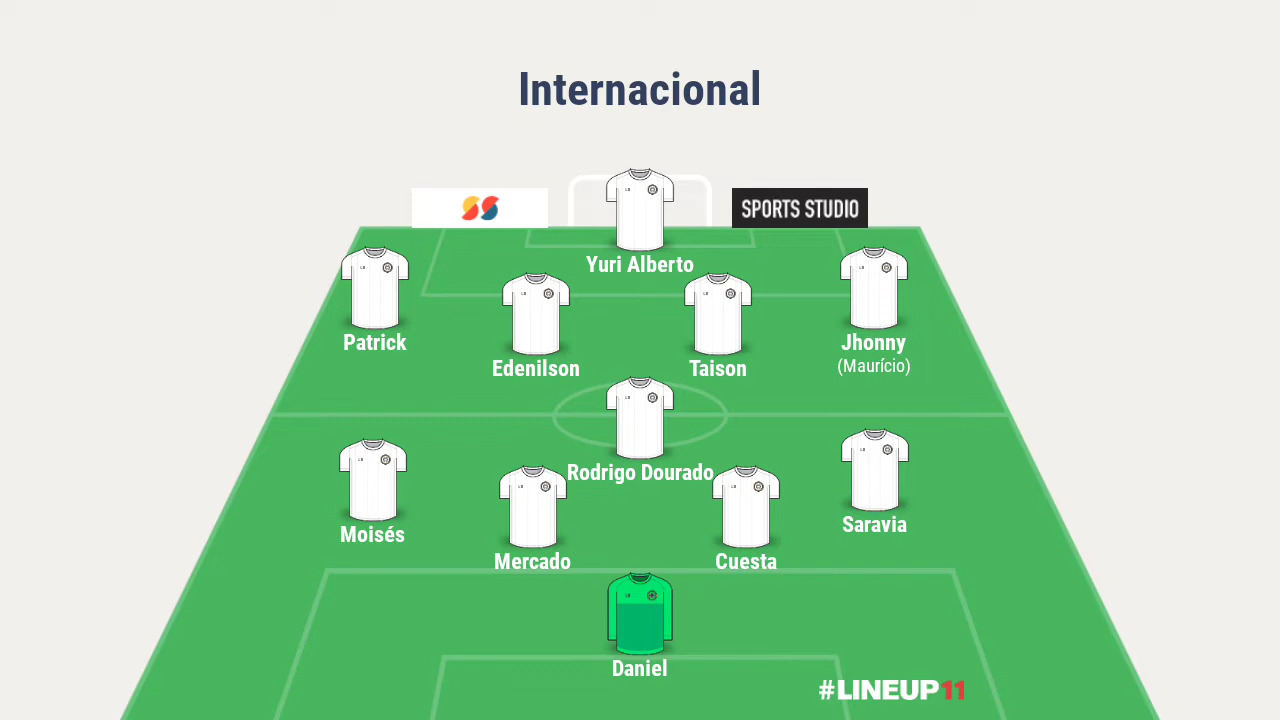 Internacional
SPORTS STUDIO
Yuri Alberto
Patrick
Edenilson
Taison
Jhonny
(Maurício)
Rodrigo Dourado
Moisés
Mercado
Cuesta
Saravia
Daniel
#LINEUP11